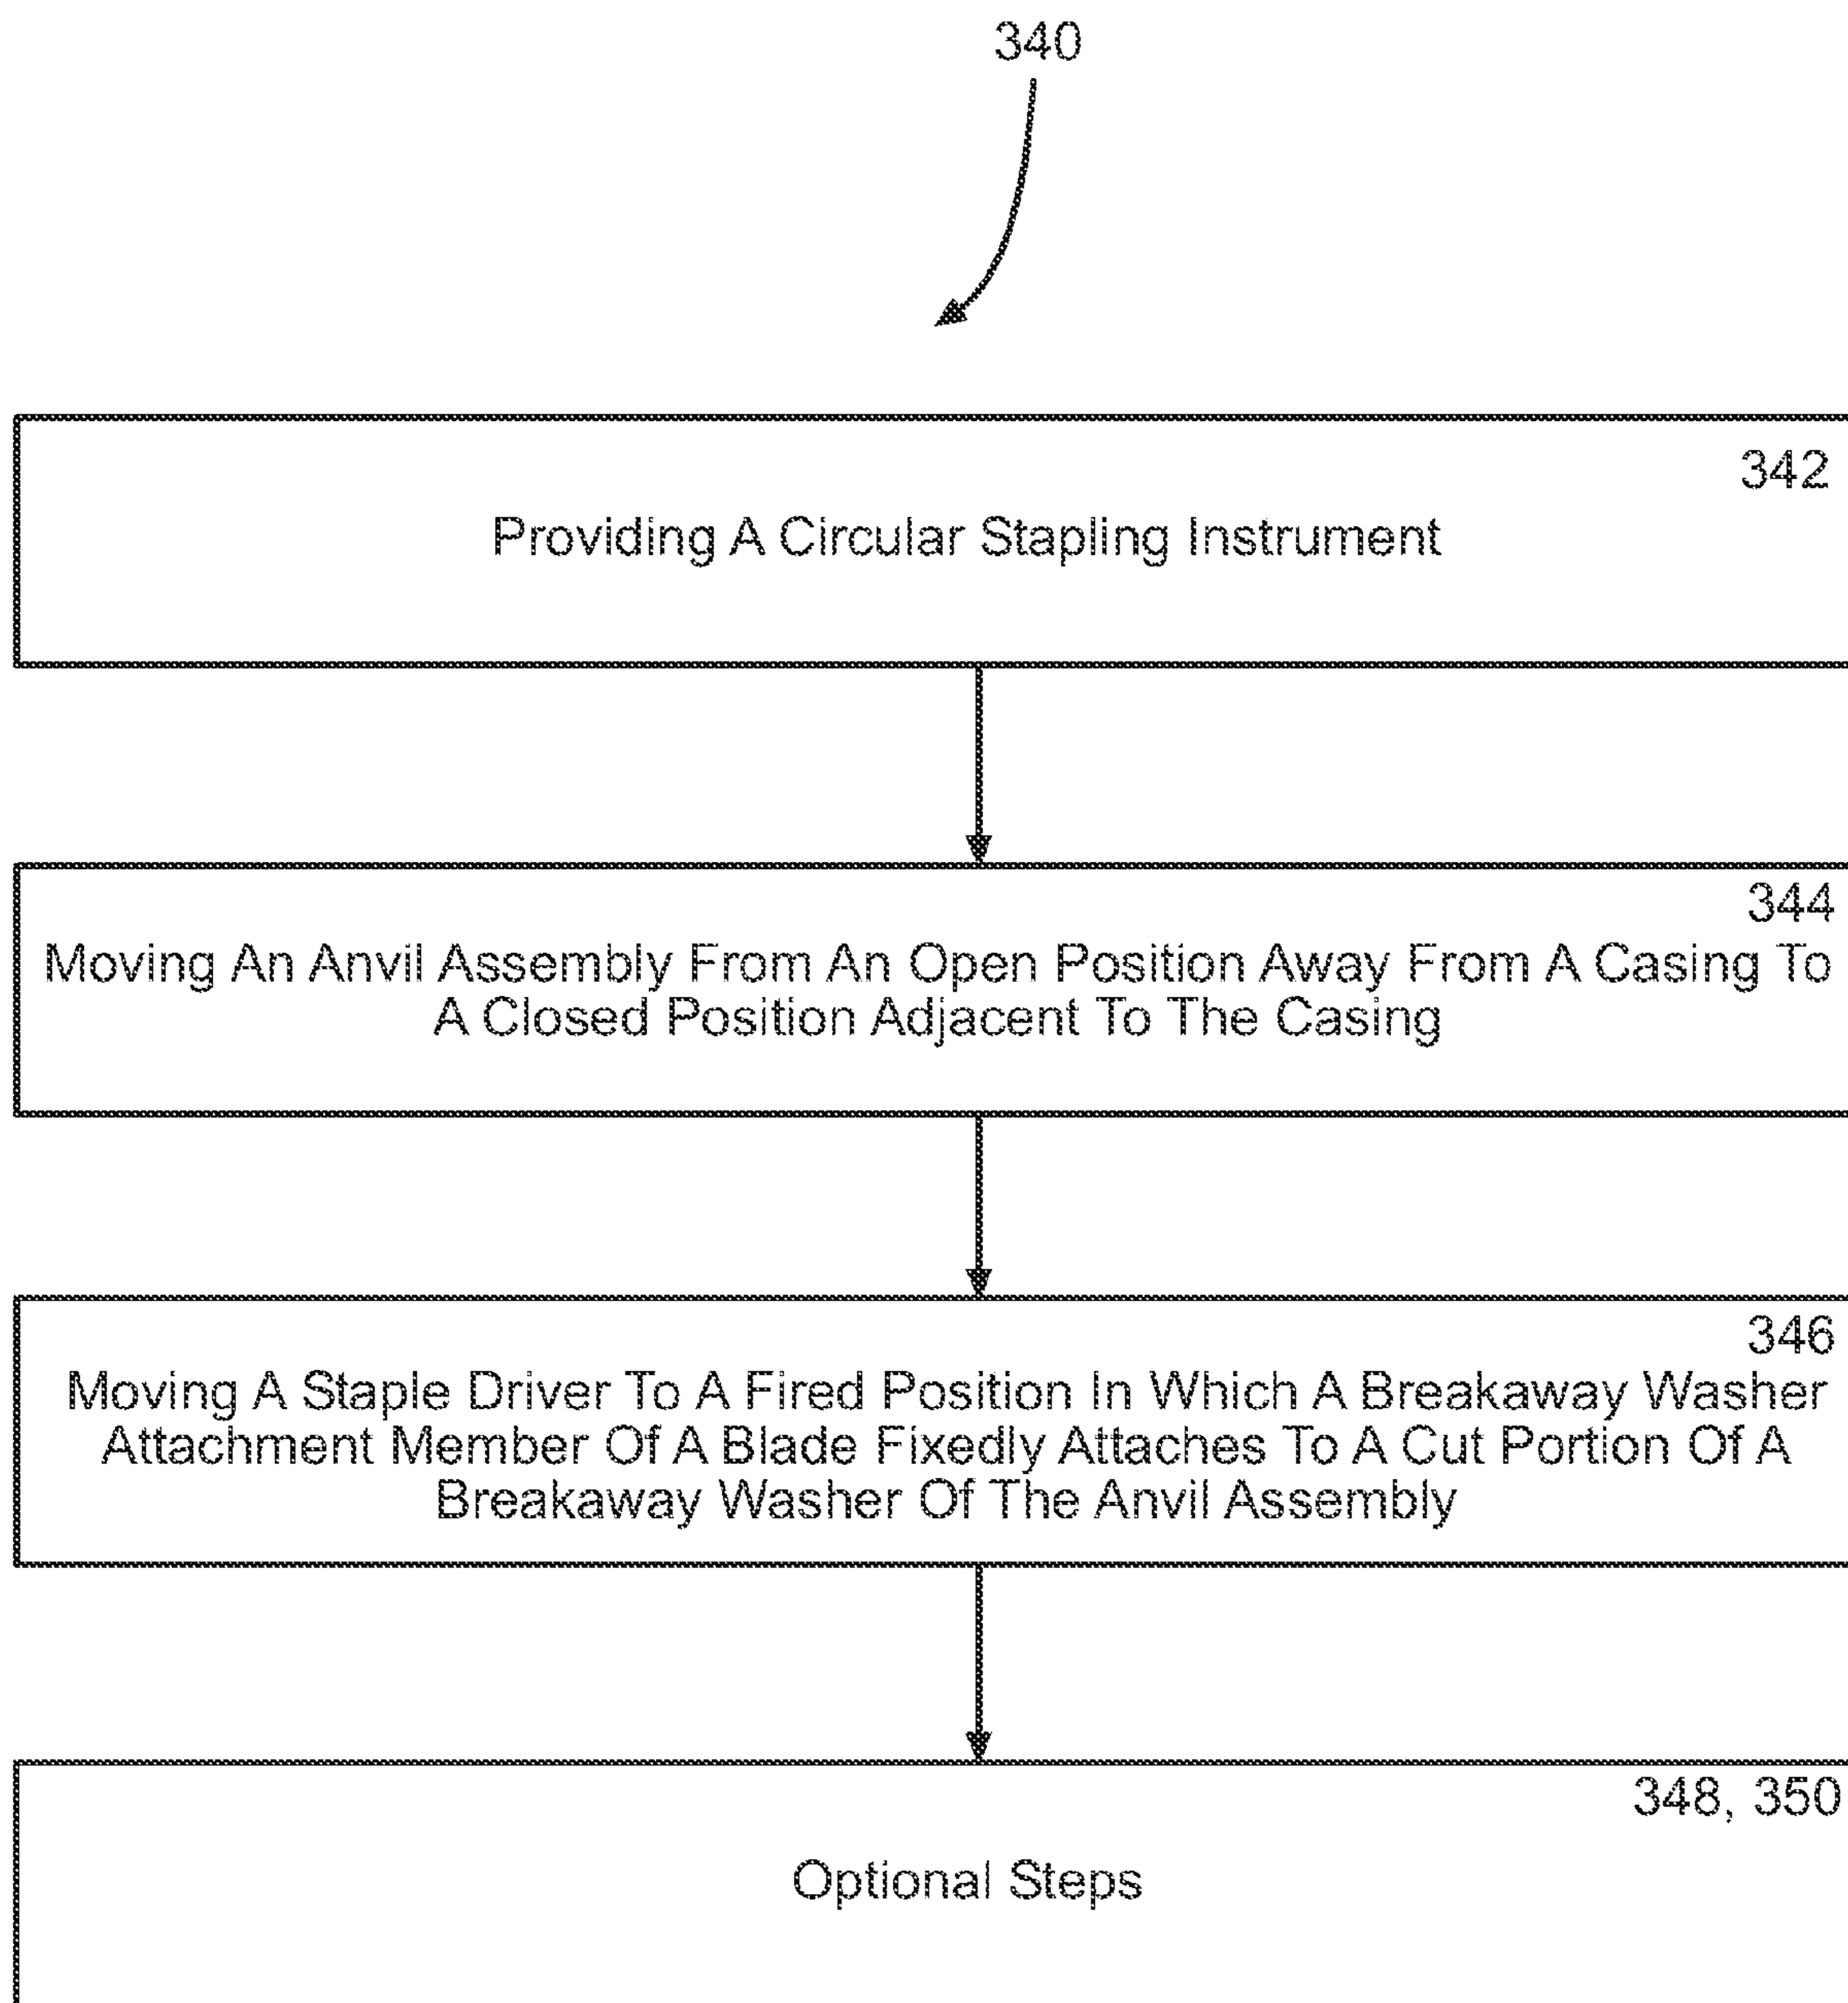 340
342
Providing A Circular Stapling Instrument
344
Moving An Anvil Assembly From An Open Position Away From A Casing To
A Closed Position Adjacent To The Casing
346
Moving A Staple Driver To A Fired Position In Which A Breakaway Washer
Attachment Member Of A Blade Fixedly Attaches To A Cut Portion Of A
Breakaway Washer Of The Anvil Assembly
348, 350
Optional Steps